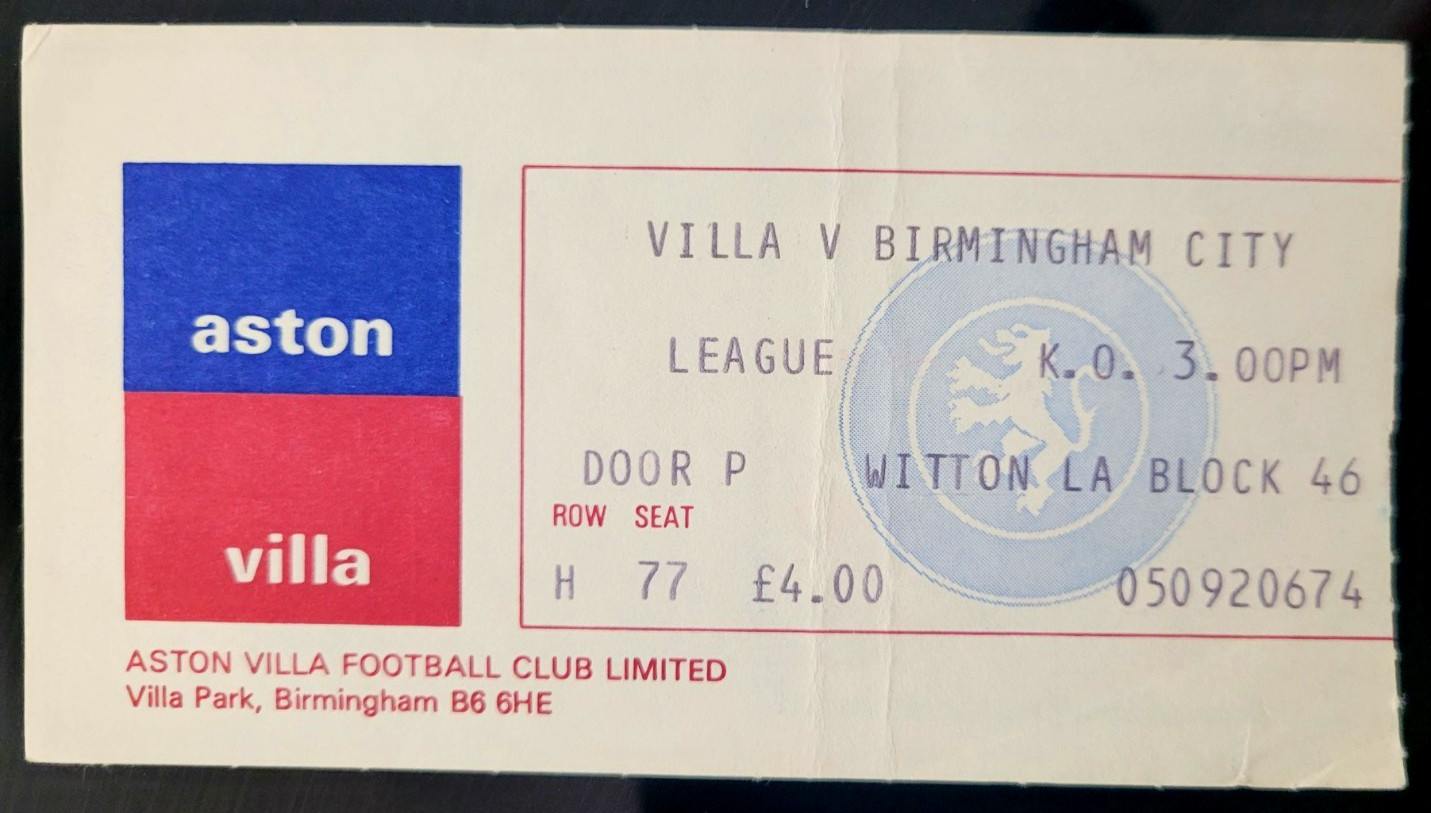 aston
villa
VILLA V BIRMINGHAM CITY
LEAGUE K.O. 3.00PM
DOOR P WITTON LA BLOCK 46
ROW SEAT
H 77 £4.00 050920674
ASTON VILLA FOOTBALL CLUB LIMITED
Villa Park, Birmingham B6 6HE